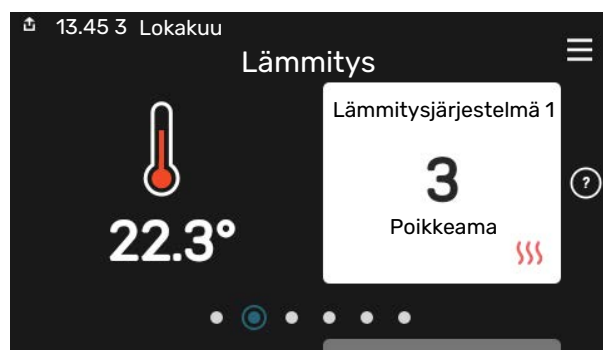 13.45 3 Lokakuu
Lämmitys
Lämmitysjärjestelmä 1
3
Poikkeama
22.3°
?